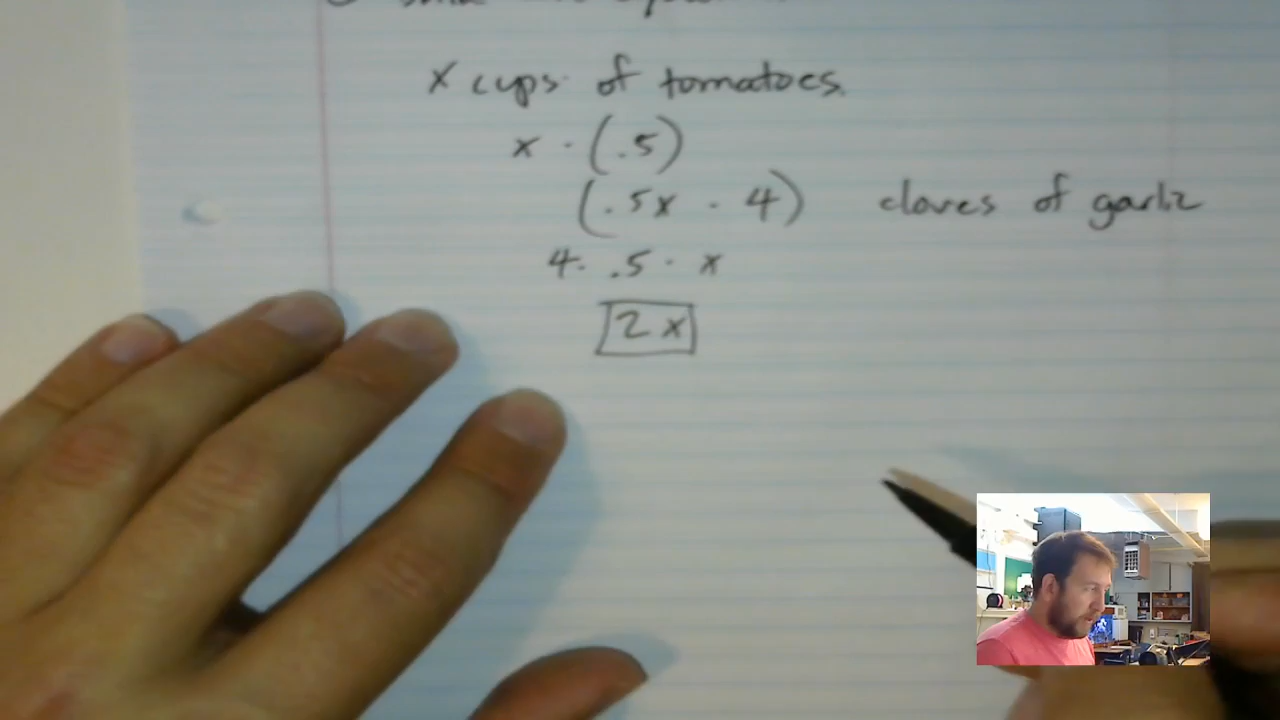 x cups of tomatoes.
x · (.5)
(.5x · 4) cloves of garlic
4 · .5 · x
2x